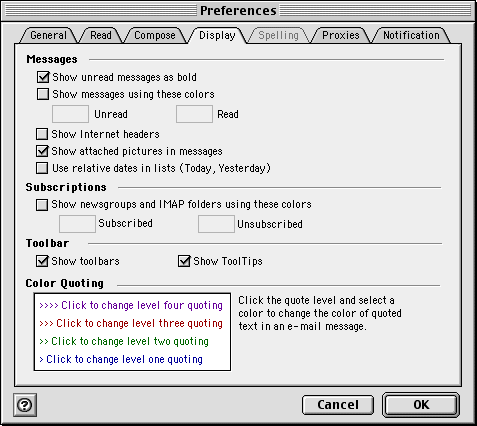 Preferences
General Read Compose Display Spelling Proxies Notification
Messages
Show unread messages as bold
Show messages using these colors
Unread Read
Show Internet headers
Show attached pictures in messages
Use relative dates in lists (Today, Yesterday)
Subscriptions
Show newsgroups and IMAP folders using these colors
Subscribed Unsubscribed
Toolbar
Show toolbars Show ToolTips
Color Quoting
>>>> Click to change level four quoting
>>> Click to change level three quoting
>> Click to change level two quoting
> Click to change level one quoting
Click the quote level and select a
color to change the color of quoted
text in an e-mail message.
?
Cancel OK